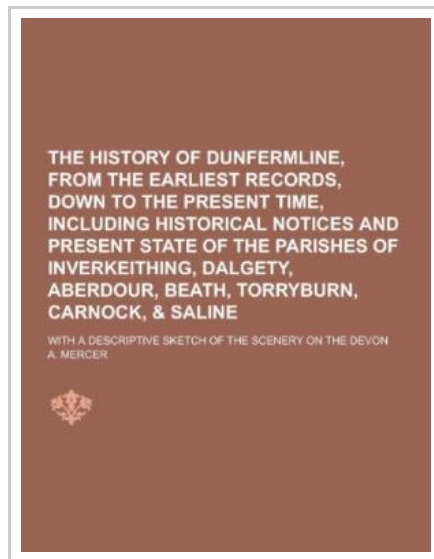 THE HISTORY OF DUNFERMLINE,
FROM THE EARLIEST RECORDS,
DOWN TO THE PRESENT TIME,
INCLUDING HISTORICAL NOTICES AND
PRESENT STATE OF THE PARISHES OF
INVERKEITHING, DALGETY,
ABERDOUR, BEATH, TORRYBURN,
CARNOCK, & SALINE
WITH A DESCRIPTIVE SKETCH OF THE SCENERY ON THE DEVON
A. MERCER